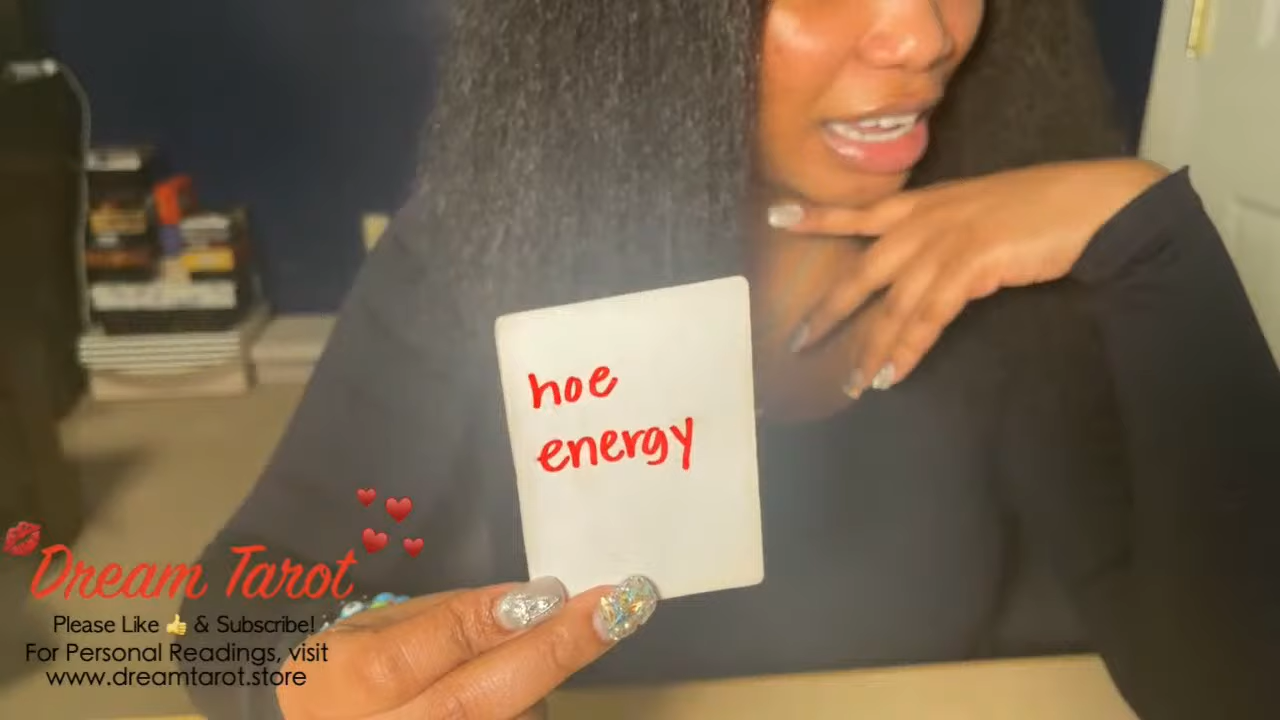 hoe
energy
Dream Tarot
Please Like 👍 & Subscribe!
For Personal Readings, visit
www.dreamtarot.store